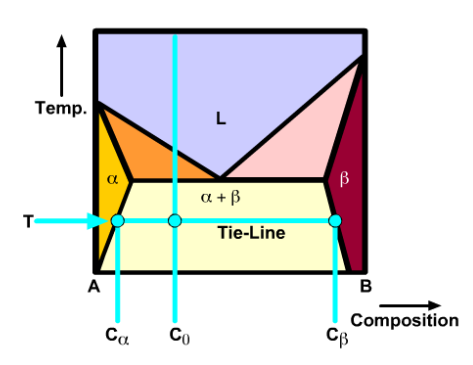 Temp.
L
α
β
α + β
T
Tie-Line
A
B
Composition
Cα
C0
Cβ